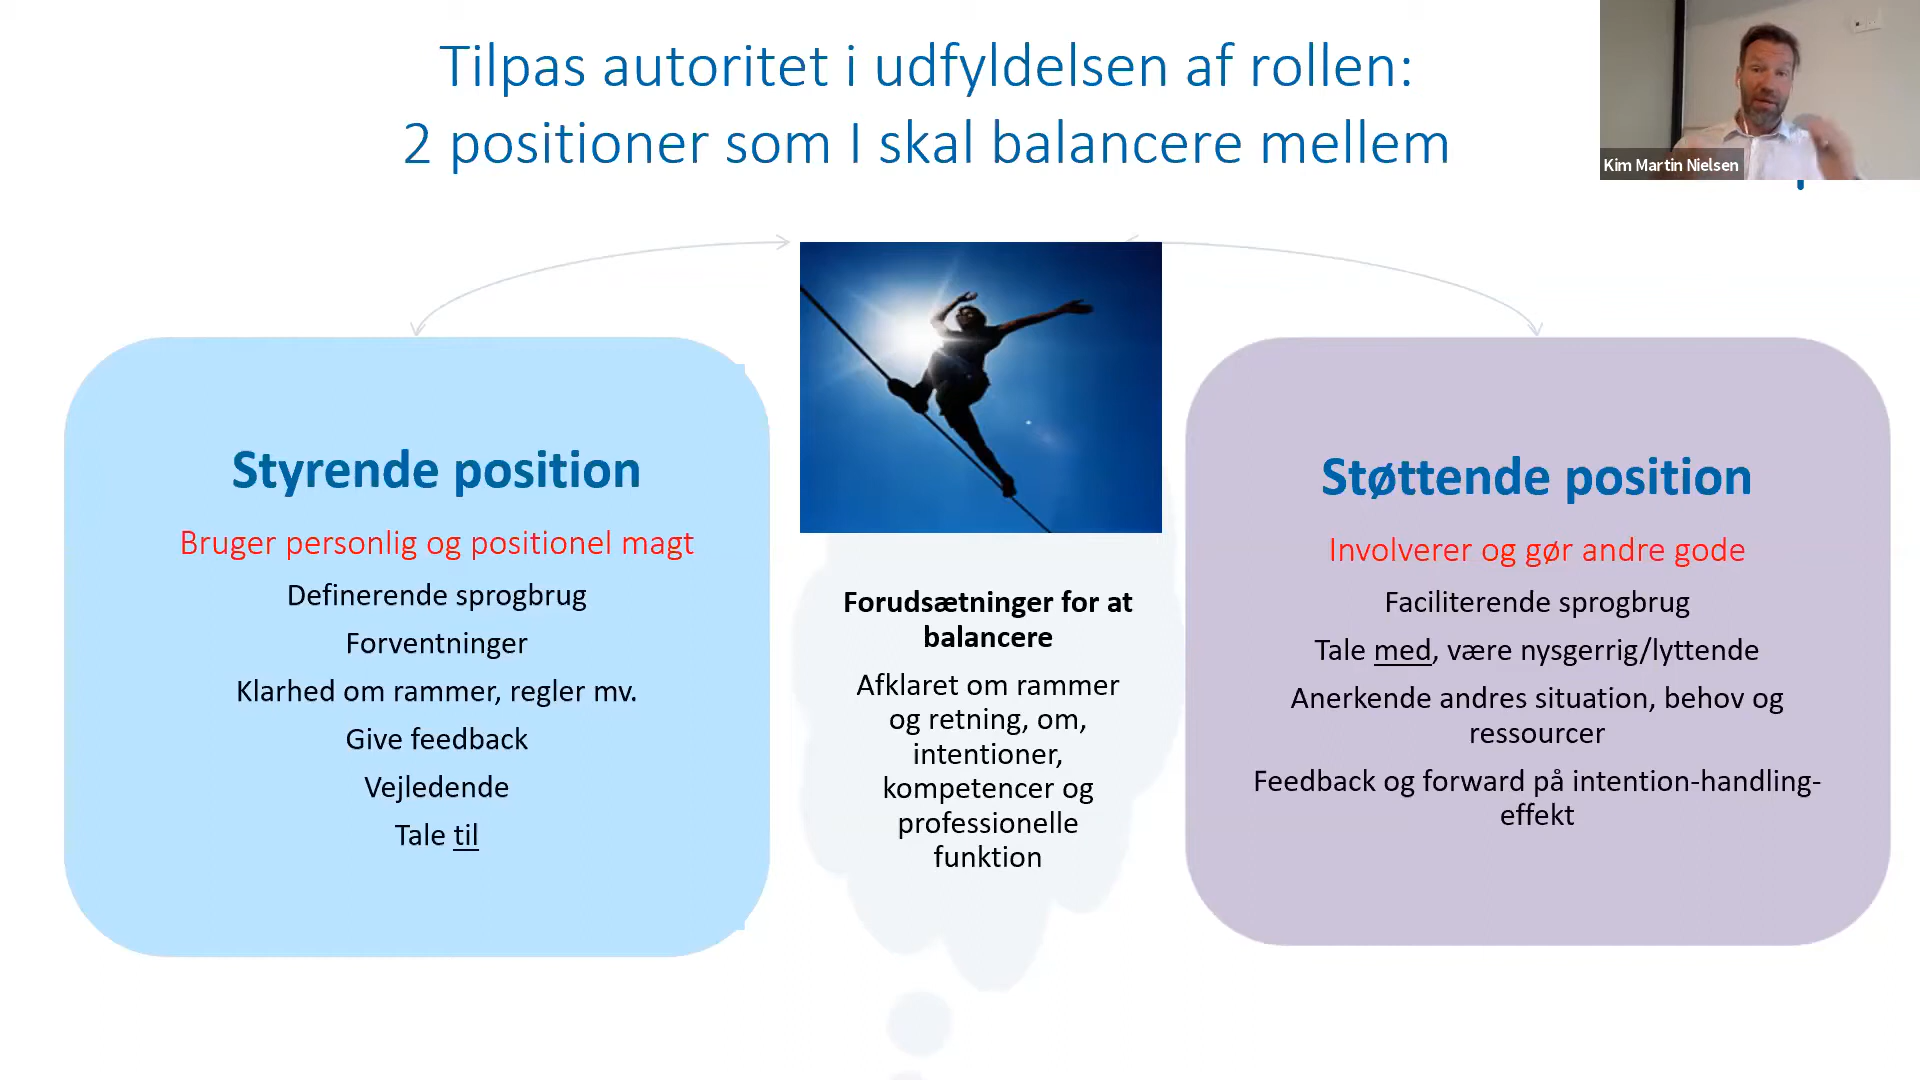 Tilpas autoritet i udfyldelsen af rollen:
2 positioner som I skal balancere mellem
Kim Martin Nielsen
Styrende position
Bruger personlig og positionel magt
Definerende sprogbrug
Forventninger
Klarhed om rammer, regler mv.
Give feedback
Vejledende
Tale til
Forudsætninger for at
balancere
Afklaret om rammer
og retning, om,
intentioner,
kompetencer og
professionelle
funktion
Støttende position
Involverer og gør andre gode
Faciliterende sprogbrug
Tale med, være nysgerrig/lyttende
Anerkende andres situation, behov og
ressourcer
Feedback og forward på intention-handling-
effekt